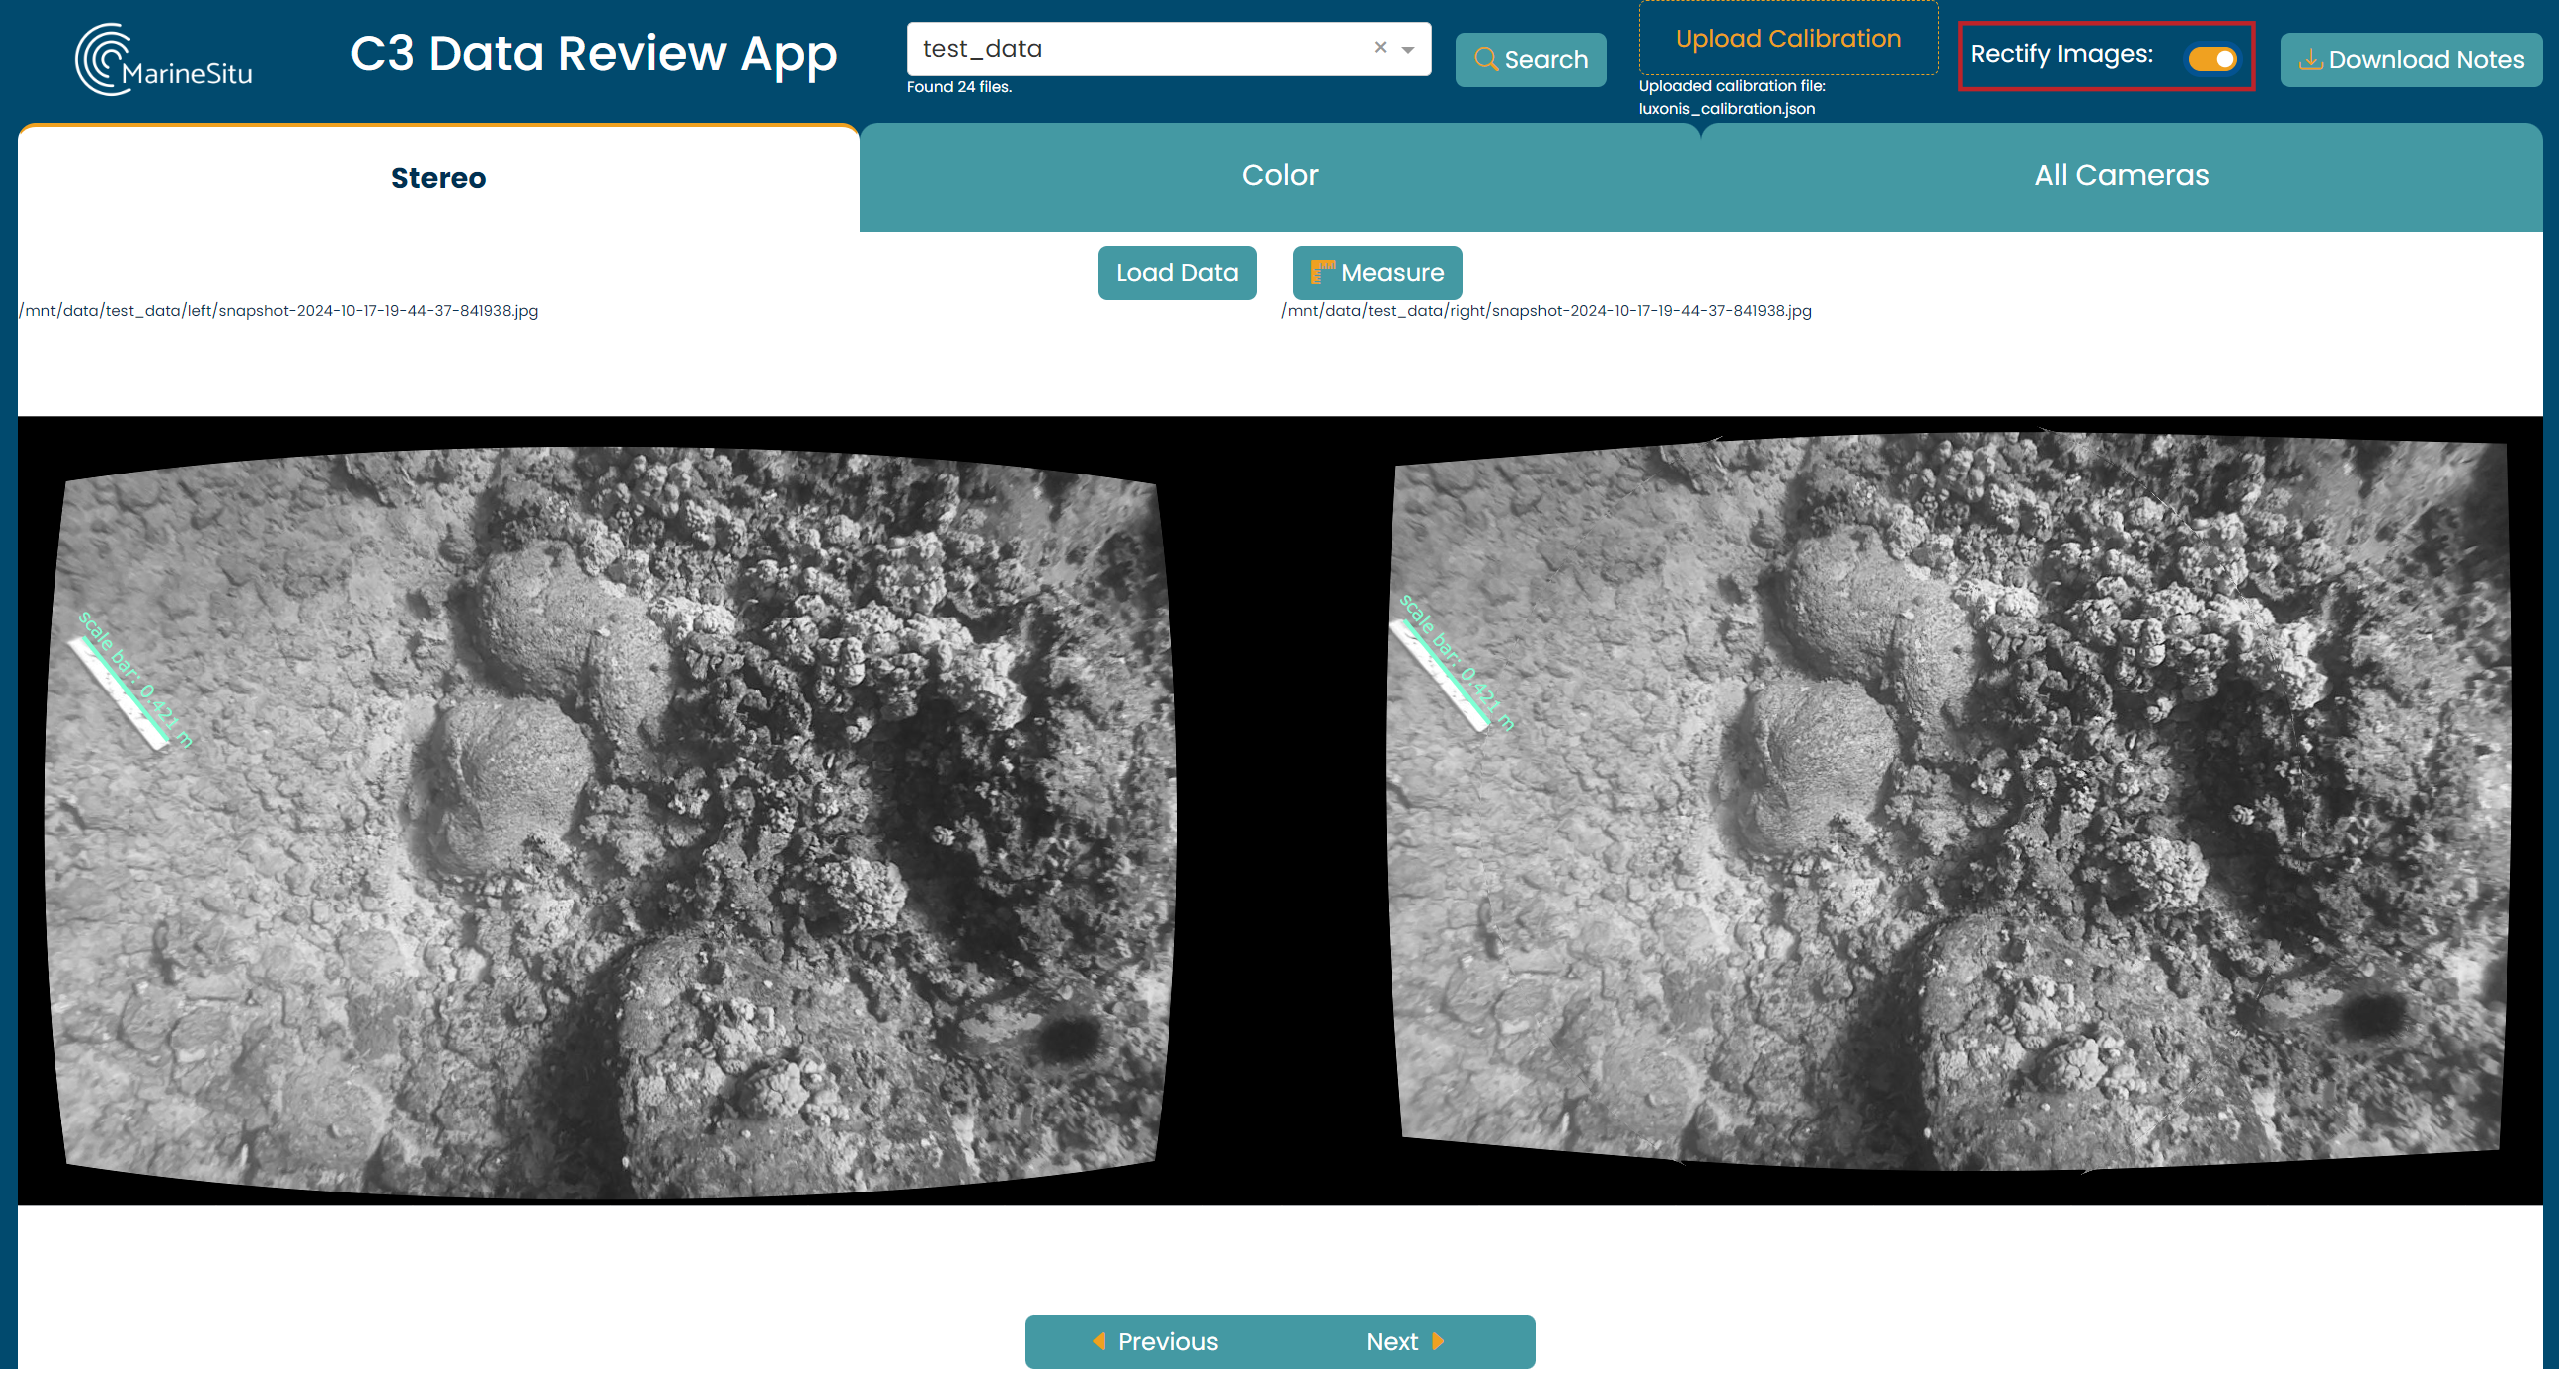 MarineSitu
C3 Data Review App
test_data
Found 24 files.
Search
Upload Calibration
Uploaded calibration file:
luxonis_calibration.json
Rectify Images:
Download Notes
Stereo
Color
All Cameras
Load Data
Measure
/mnt/data/test_data/left/snapshot-2024-10-17-19-44-37-841938.jpg
/mnt/data/test_data/right/snapshot-2024-10-17-19-44-37-841938.jpg
scale bar: 0.421 m
scale bar: 0.421 m
Previous
Next